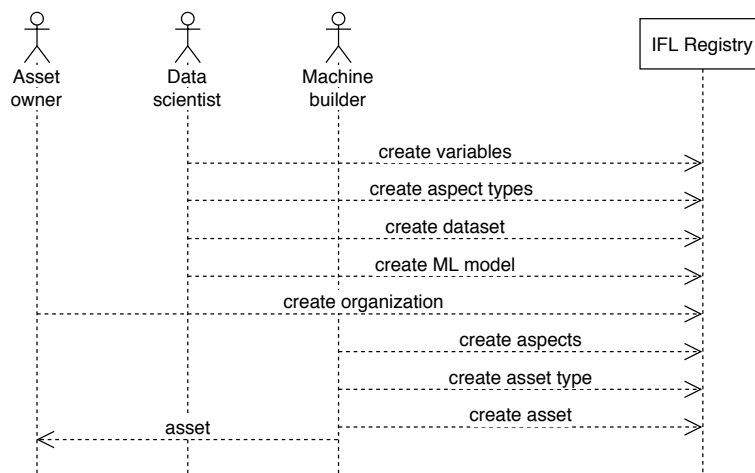 IFL Registry
Asset
owner
Data
scientist
Machine
builder
create variables
create aspect types
create dataset
create ML model
create organization
create aspects
create asset type
create asset
asset